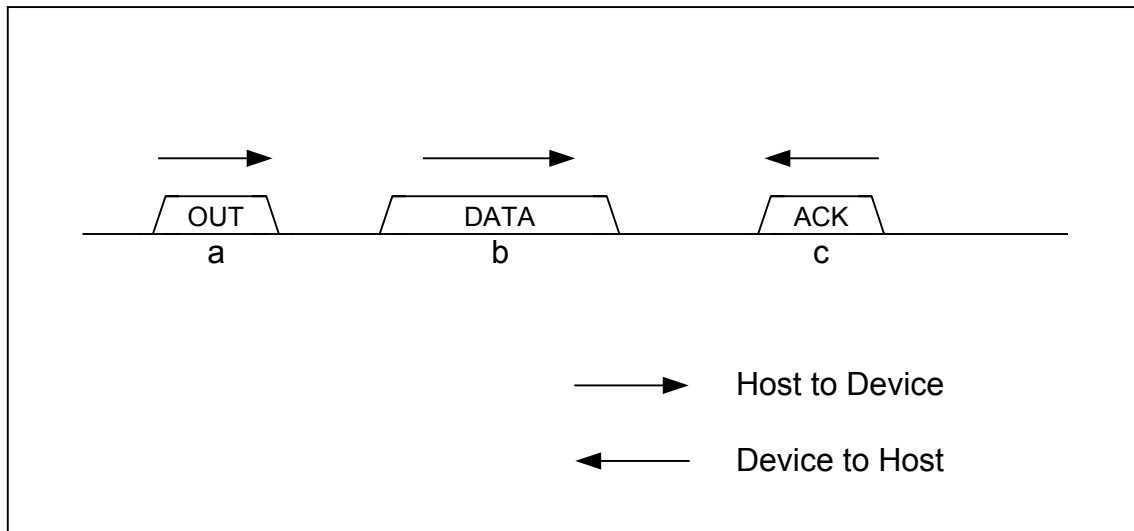 OUT DATA ACK
a b c
Host to Device
Device to Host